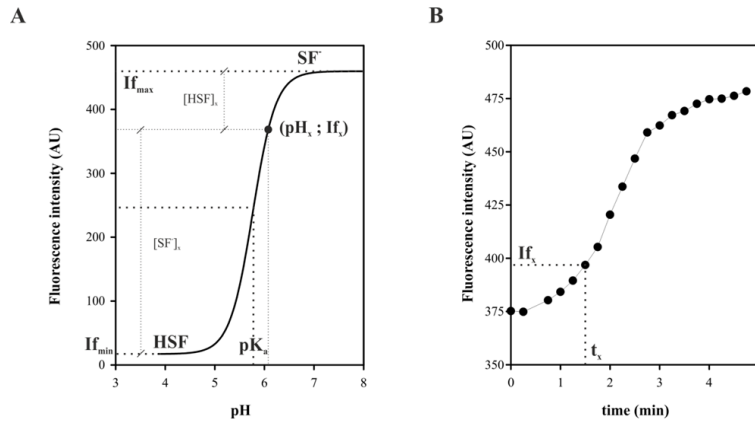 A
Fluorescence intensity (AU)
500
400
300
200
100
0
If_max
If_min
[HSF]_x
[SF^-]_x
SF^-
(pH_x ; If_x)
HSF
pK_a
3
4
5
6
7
8
pH
B
Fluorescence intensity (AU)
500
475
450
425
400
375
350
If_x
t_x
0
1
2
3
4
time (min)